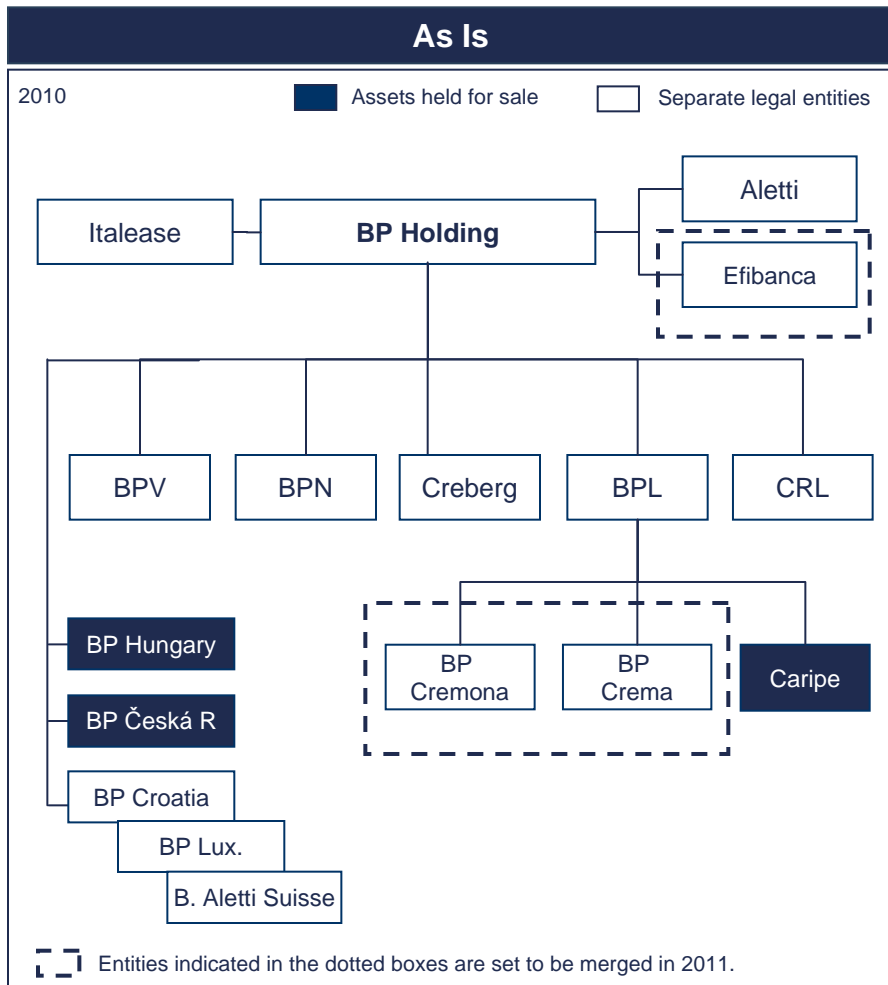 As Is
2010
Assets held for sale
Separate legal entities
Aletti
Italease
BP Holding
Efibanca
BPV
BPN
Creberg
BPL
CRL
BP Hungary
BP
Cremona
BP
Crema
Caripe
BP Česká R
BP Croatia
BP Lux.
B. Aletti Suisse
Entities indicated in the dotted boxes are set to be merged in 2011.